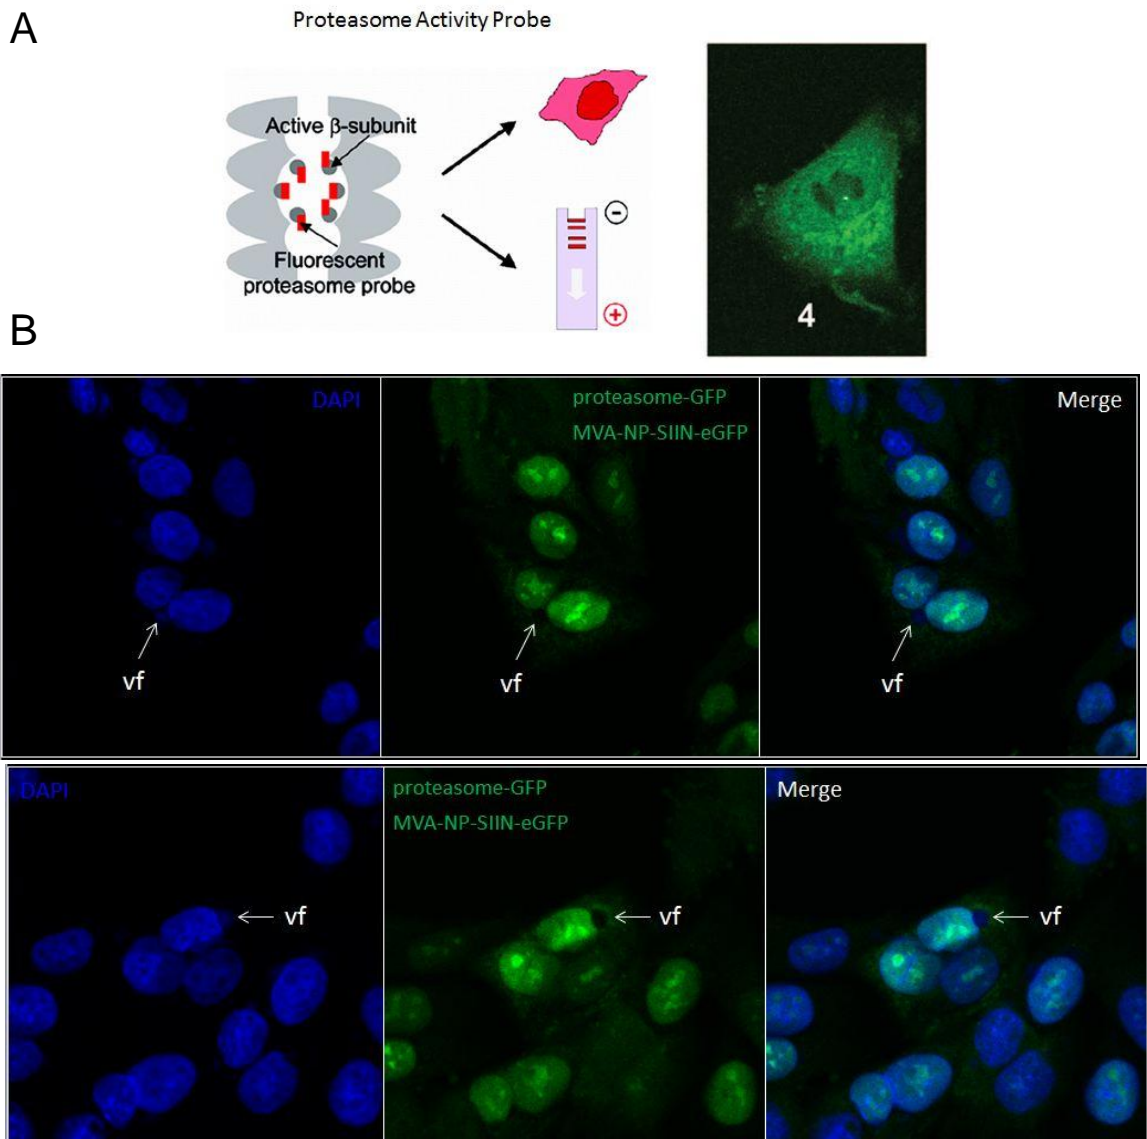 A
Proteasome Activity Probe
Active β-subunit
Fluorescent
proteasome probe
-
+
4
B
DAPI
proteasome-GFP
MVA-NP-SIIN-eGFP
Merge
vf
vf
vf
DAPI
proteasome-GFP
MVA-NP-SIIN-eGFP
Merge
vf
vf
vf